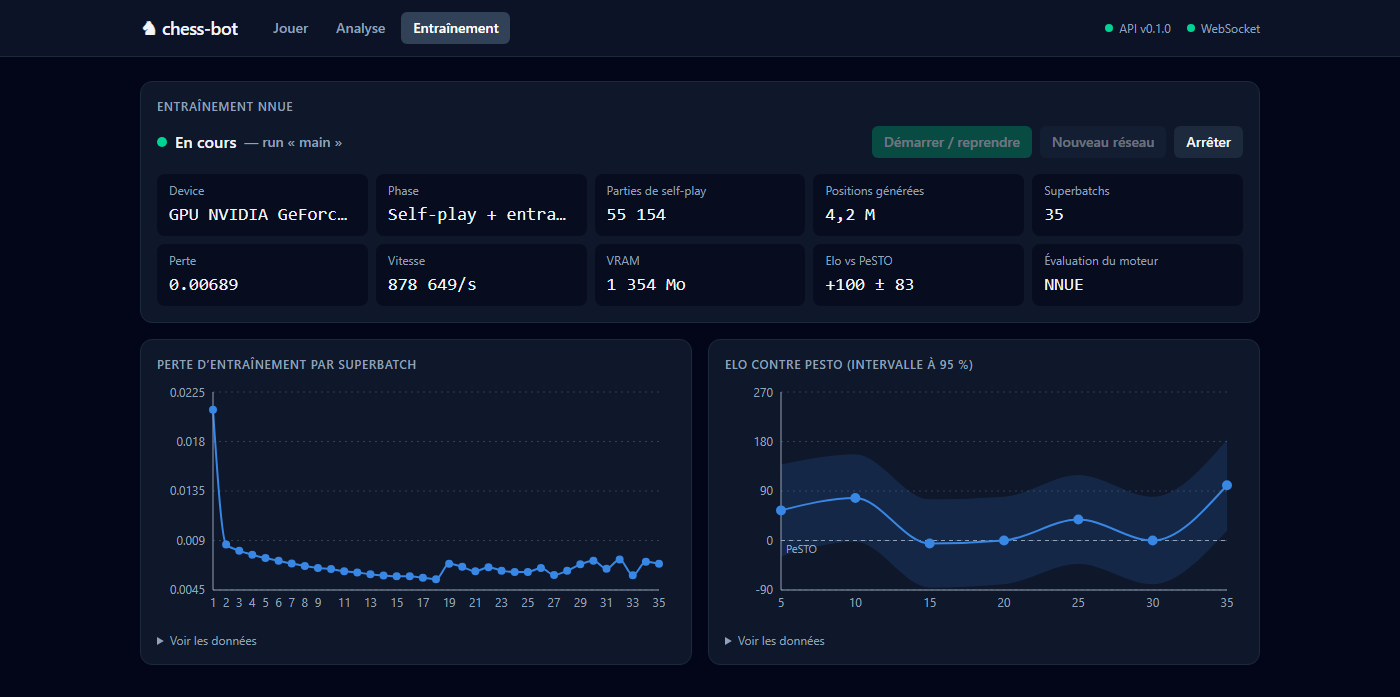 chess-bot Jouer Analyse Entraînement API v0.1.0 WebSocket
ENTRAÎNEMENT NNUE
En cours — run « main » Démarrer / reprendre Nouveau réseau Arrêter
Device Phase Parties de self-play Positions générées Superbatchs
GPU NVIDIA GeForc… Self-play + entra… 55 154 4,2 M 35
Perte Vitesse VRAM Elo vs PeSTO Évaluation du moteur
0.00689 878 649/s 1 354 Mo +100 ± 83 NNUE
PERTE D'ENTRAÎNEMENT PAR SUPERBATCH
0.0225
0.018
0.0135
0.009
0.0045
1 2 3 4 5 6 7 8 9 11 13 15 17 19 21 23 25 27 29 31 33 35
Voir les données
ELO CONTRE PESTO (INTERVALLE À 95 %)
270
180
90
0
PeSTO
-90
5 10 15 20 25 30 35
Voir les données